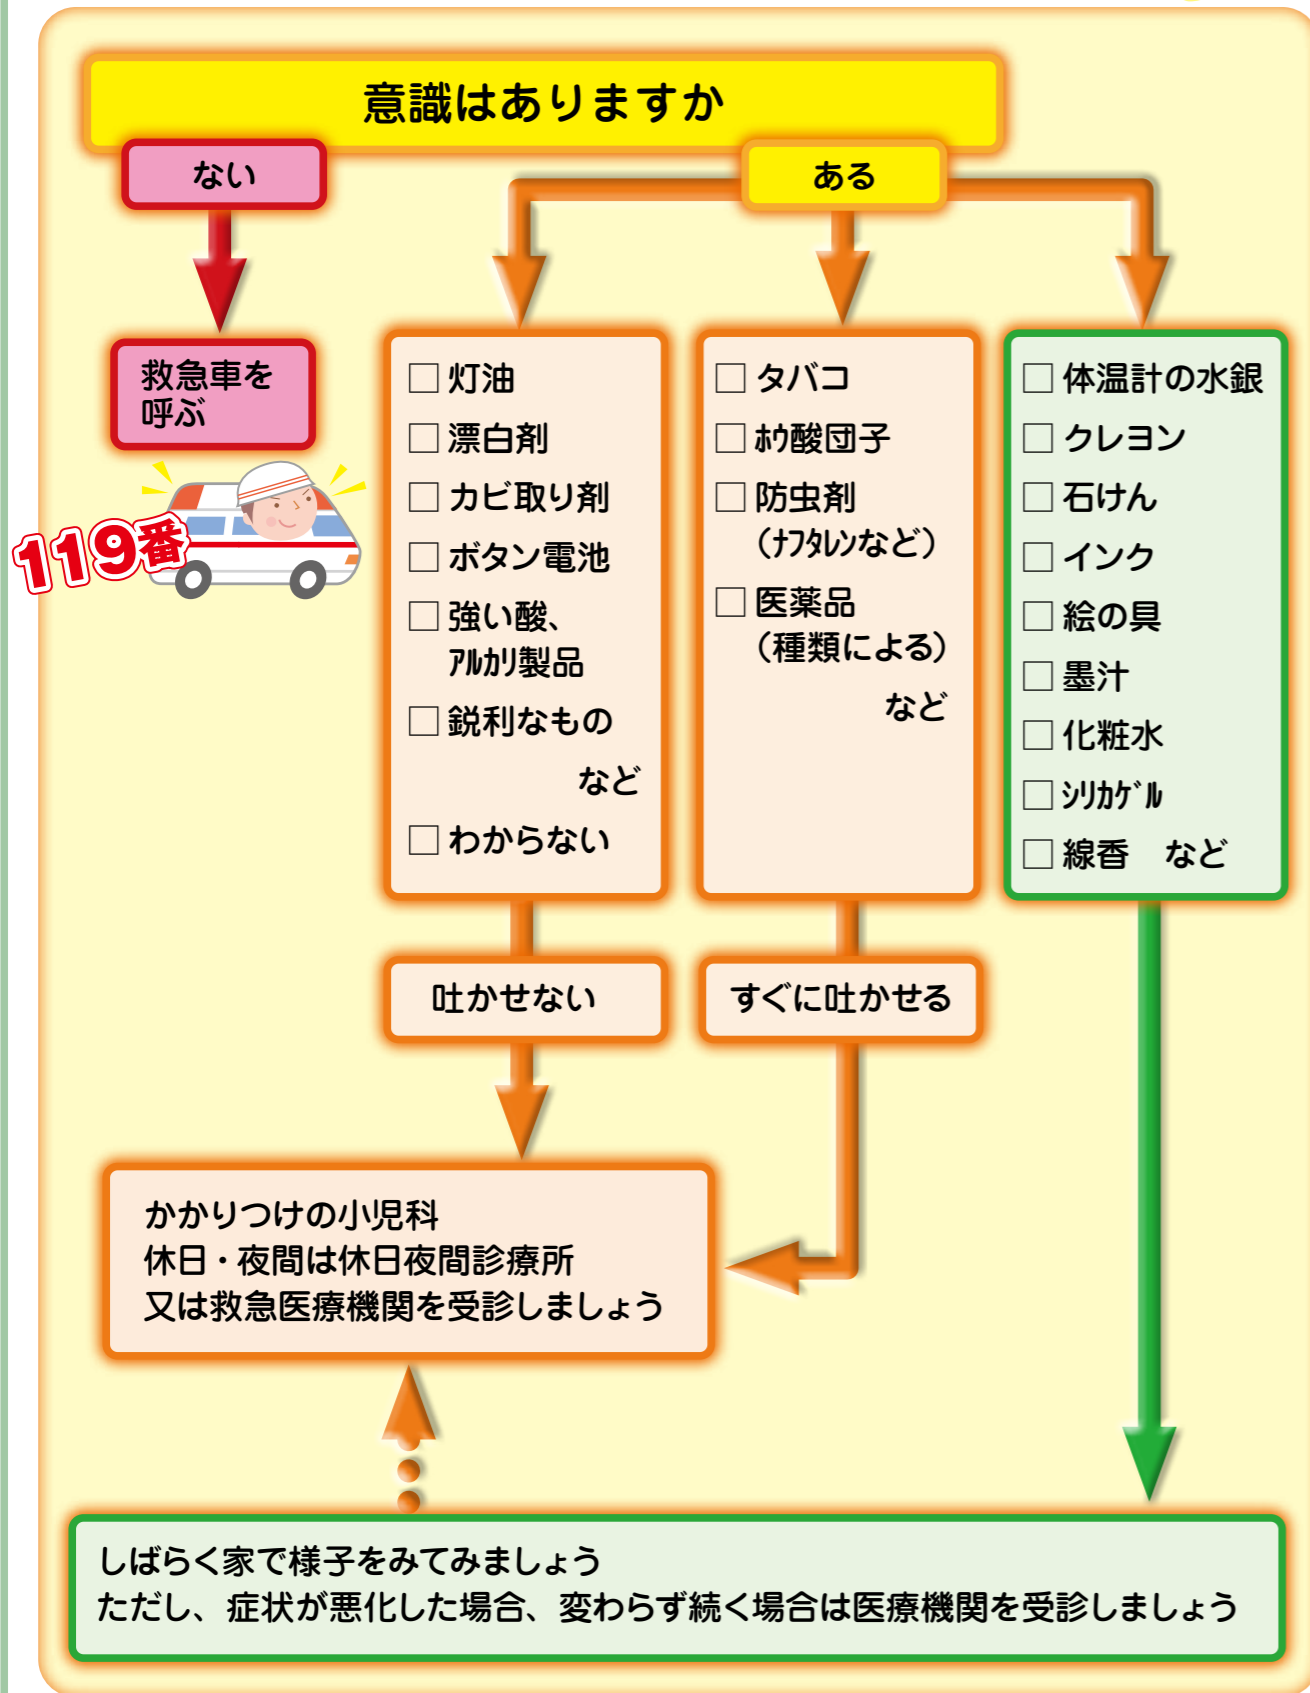 意識はありますか
ない
ある
救急車を
呼ぶ
119番
□ 灯油
□ 漂白剤
□ カビ取り剤
□ ボタン電池
□ 強い酸、
ｱﾙｶﾘ製品
□ 鋭利なもの
など
□ わからない
□ タバコ
□ ﾎｳ酸団子
□ 防虫剤
（ﾅﾌﾀﾚﾝなど）
□ 医薬品
（種類による）
など
□ 体温計の水銀
□ クレヨン
□ 石けん
□ インク
□ 絵の具
□ 墨汁
□ 化粧水
□ ｼﾘｶｹﾞﾙ
□ 線香　など
吐かせない
すぐに吐かせる
かかりつけの小児科
休日・夜間は休日夜間診療所
又は救急医療機関を受診しましょう
しばらく家で様子をみてみましょう
ただし、症状が悪化した場合、変わらず続く場合は医療機関を受診しましょう